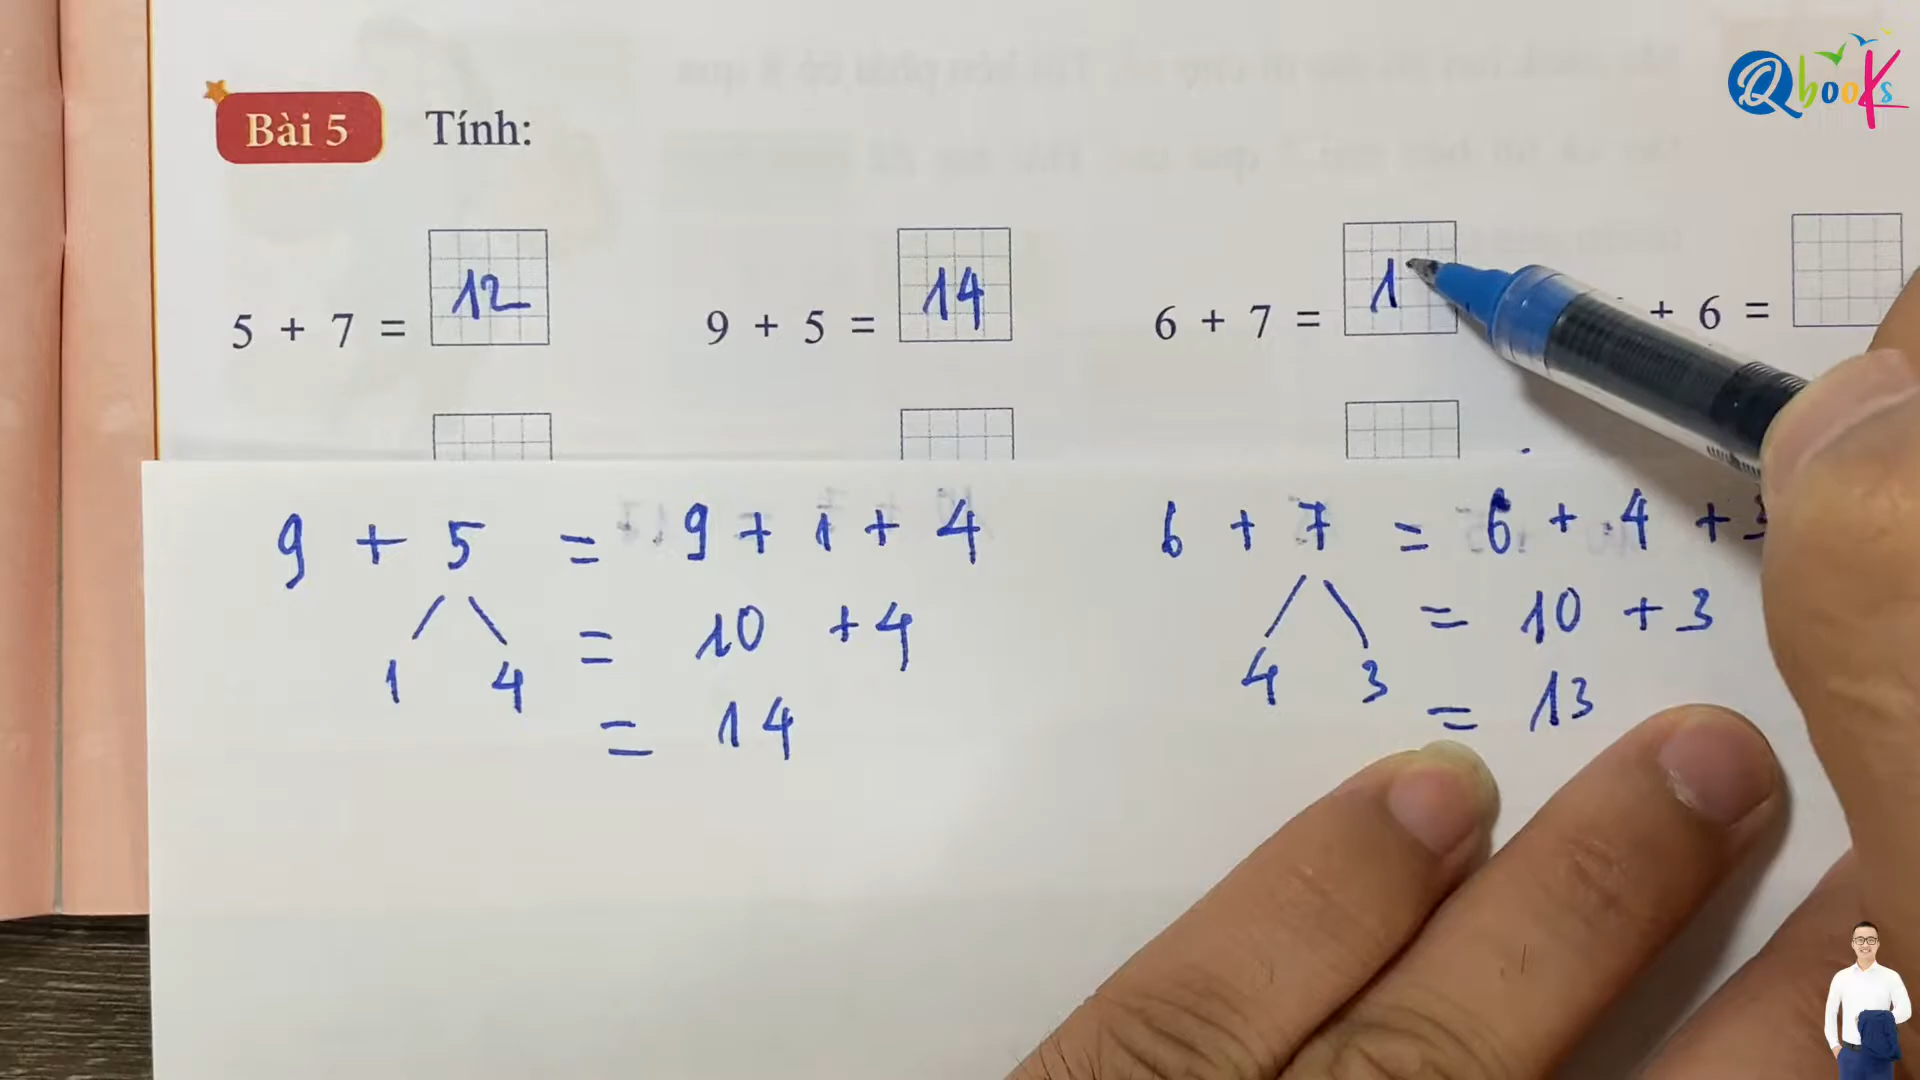 Qbooks
Bài 5 Tính:
5 + 7 = 12
9 + 5 = 14
6 + 7 = 1
+ 6 =
9 + 5 = 9 + 1 + 4
1 4
= 10 + 4
= 14
6 + 7 = 6 + 4 + 3
4 3
= 10 + 3
= 13